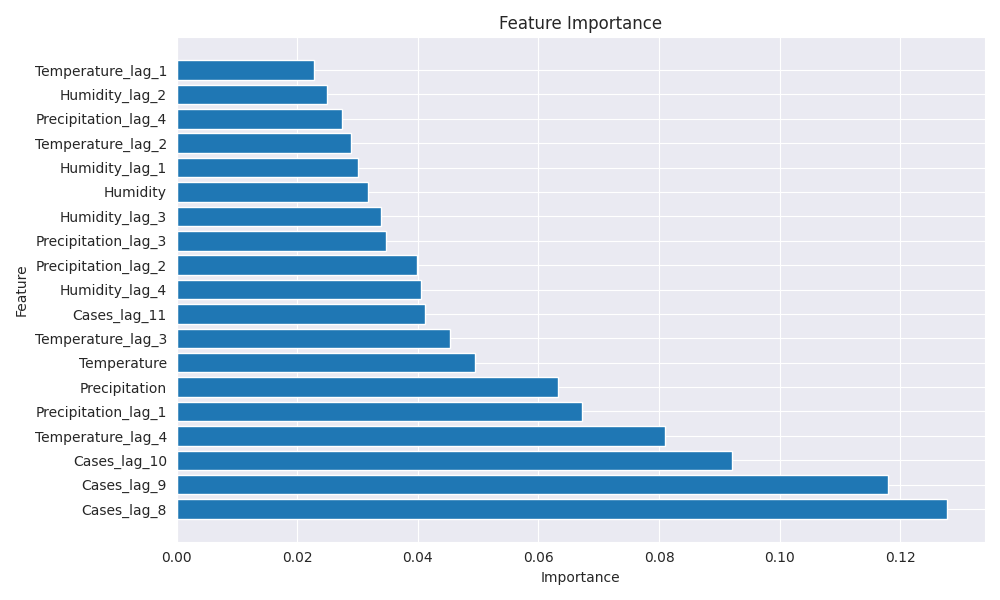 Feature Importance
Temperature_lag_1
Humidity_lag_2
Precipitation_lag_4
Temperature_lag_2
Humidity_lag_1
Humidity
Humidity_lag_3
Precipitation_lag_3
Precipitation_lag_2
Humidity_lag_4
Cases_lag_11
Temperature_lag_3
Temperature
Precipitation
Precipitation_lag_1
Temperature_lag_4
Cases_lag_10
Cases_lag_9
Cases_lag_8
Feature
0.00 0.02 0.04 0.06 0.08 0.10 0.12
Importance